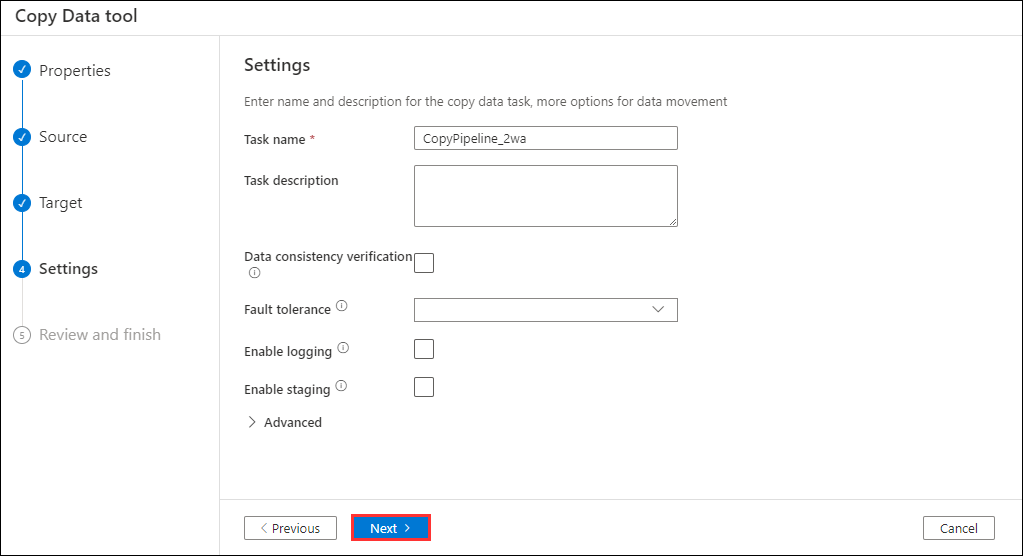 Copy Data tool
Properties
Source
Target
4 Settings
5 Review and finish
Settings
Enter name and description for the copy data task, more options for data movement
Task name * CopyPipeline_2wa
Task description
Data consistency verification
Fault tolerance
Enable logging
Enable staging
Advanced
Previous Next Cancel